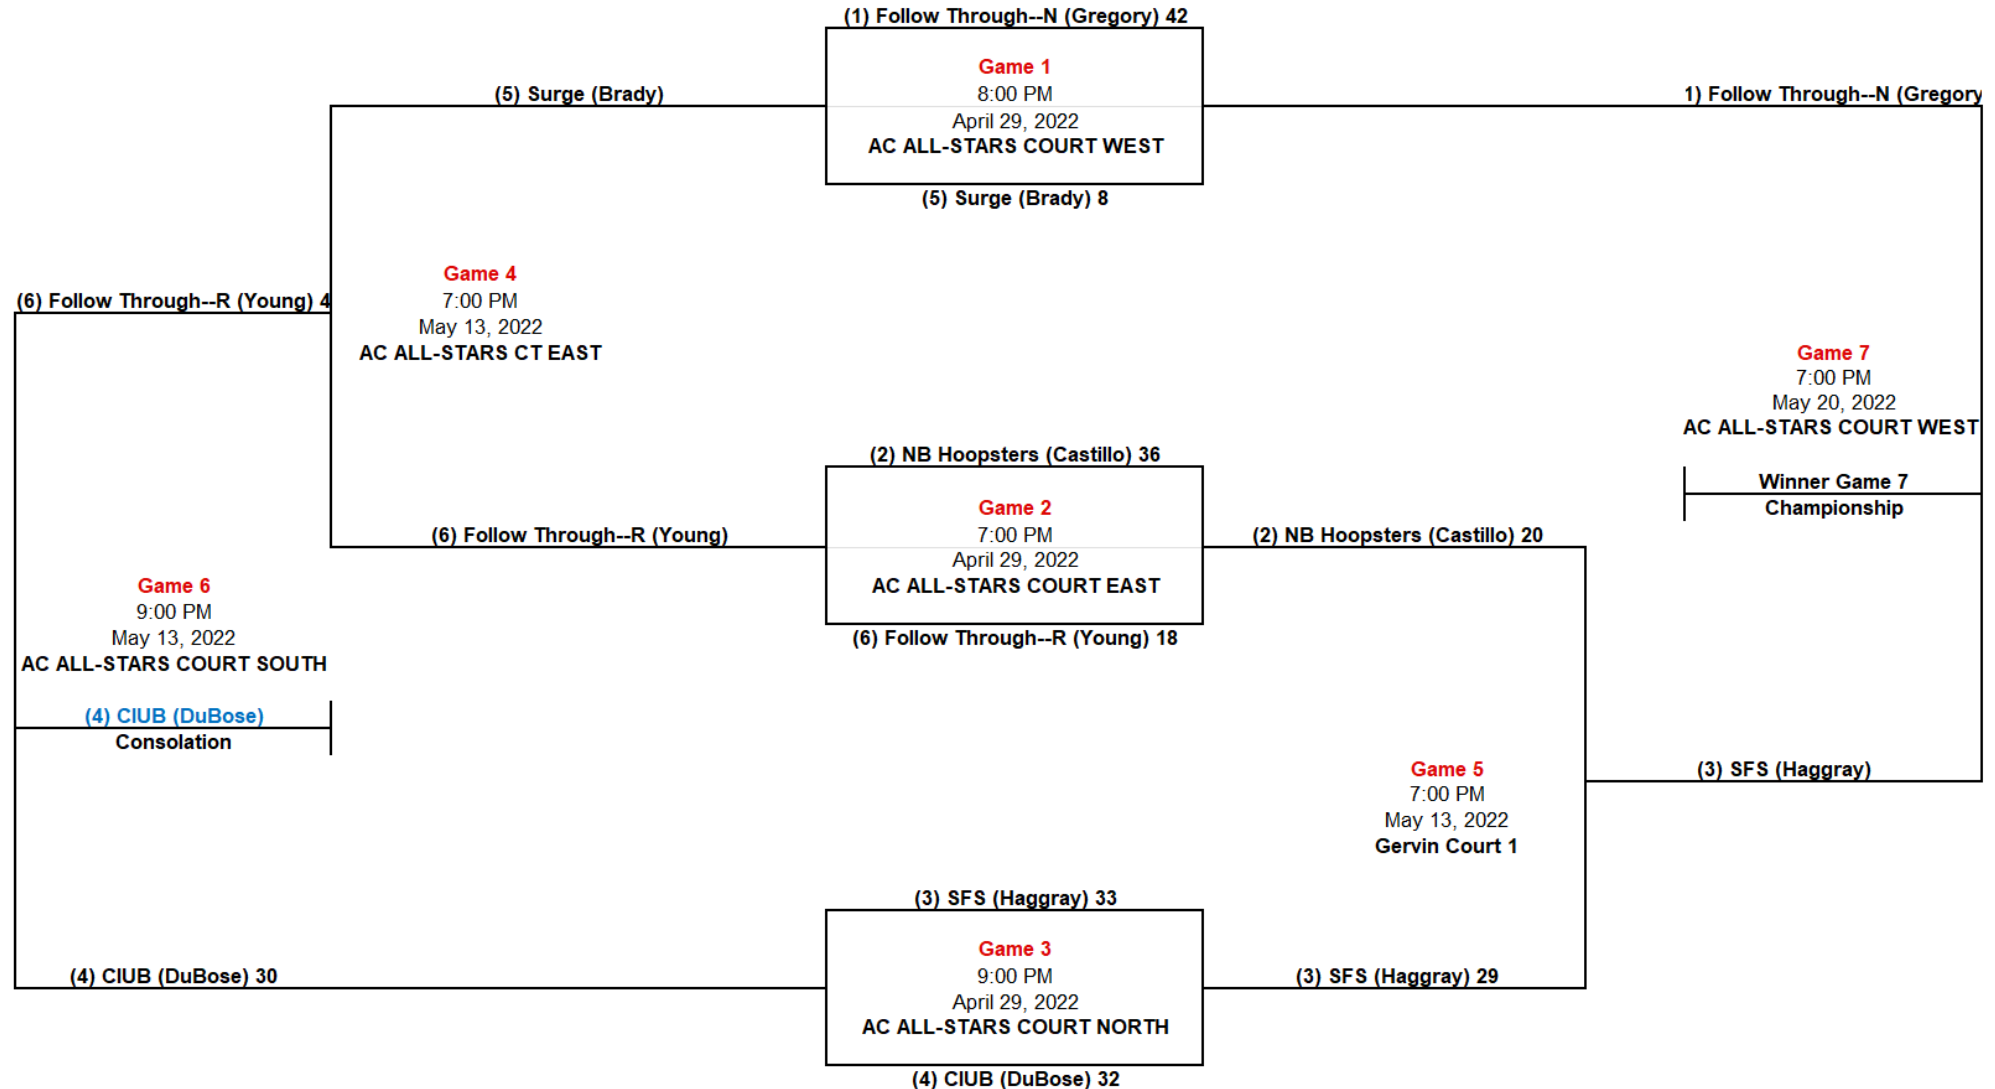 (1) Follow Through--N (Gregory) 42
Game 1
8:00 PM
April 29, 2022
AC ALL-STARS COURT WEST
(5) Surge (Brady) 8
(5) Surge (Brady)
1) Follow Through--N (Gregory
Game 4
7:00 PM
May 13, 2022
AC ALL-STARS CT EAST
(6) Follow Through--R (Young) 4
Game 7
7:00 PM
May 20, 2022
AC ALL-STARS COURT WEST
Winner Game 7
Championship
(2) NB Hoopsters (Castillo) 36
Game 2
7:00 PM
April 29, 2022
AC ALL-STARS COURT EAST
(6) Follow Through--R (Young) 18
(6) Follow Through--R (Young)
(2) NB Hoopsters (Castillo) 20
Game 6
9:00 PM
May 13, 2022
AC ALL-STARS COURT SOUTH
(4) CIUB (DuBose)
Consolation
Game 5
7:00 PM
May 13, 2022
Gervin Court 1
(3) SFS (Haggray)
(3) SFS (Haggray) 33
Game 3
9:00 PM
April 29, 2022
AC ALL-STARS COURT NORTH
(4) CIUB (DuBose) 32
(4) CIUB (DuBose) 30
(3) SFS (Haggray) 29